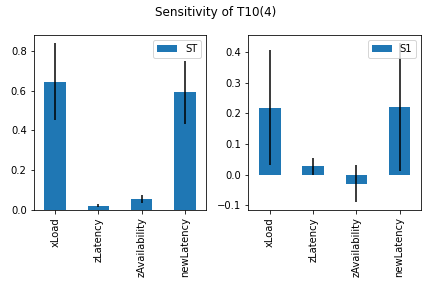 Sensitivity of T10(4)
ST
0.8
0.6
0.4
0.2
0.0
xLoad
zLatency
zAvailability
newLatency
S1
0.4
0.3
0.2
0.1
0.0
−0.1
xLoad
zLatency
zAvailability
newLatency